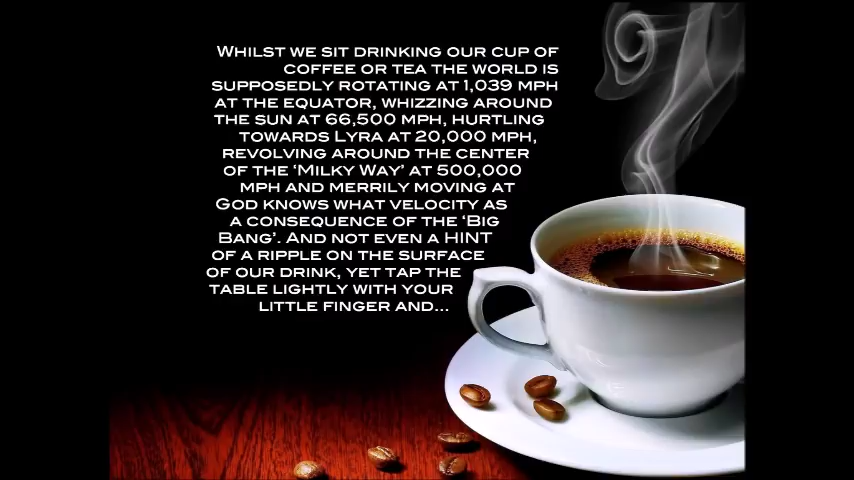 Whilst we sit drinking our cup of
coffee or tea the world is
supposedly rotating at 1,039 mph
at the equator, whizzing around
the sun at 66,500 mph, hurtling
towards Lyra at 20,000 mph,
revolving around the center
of the ‘Milky Way’ at 500,000
mph and merrily moving at
God knows what velocity as
a consequence of the ‘Big
Bang’. And not even a HINT
of a ripple on the surface
of our drink, yet tap the
table lightly with your
little finger and...